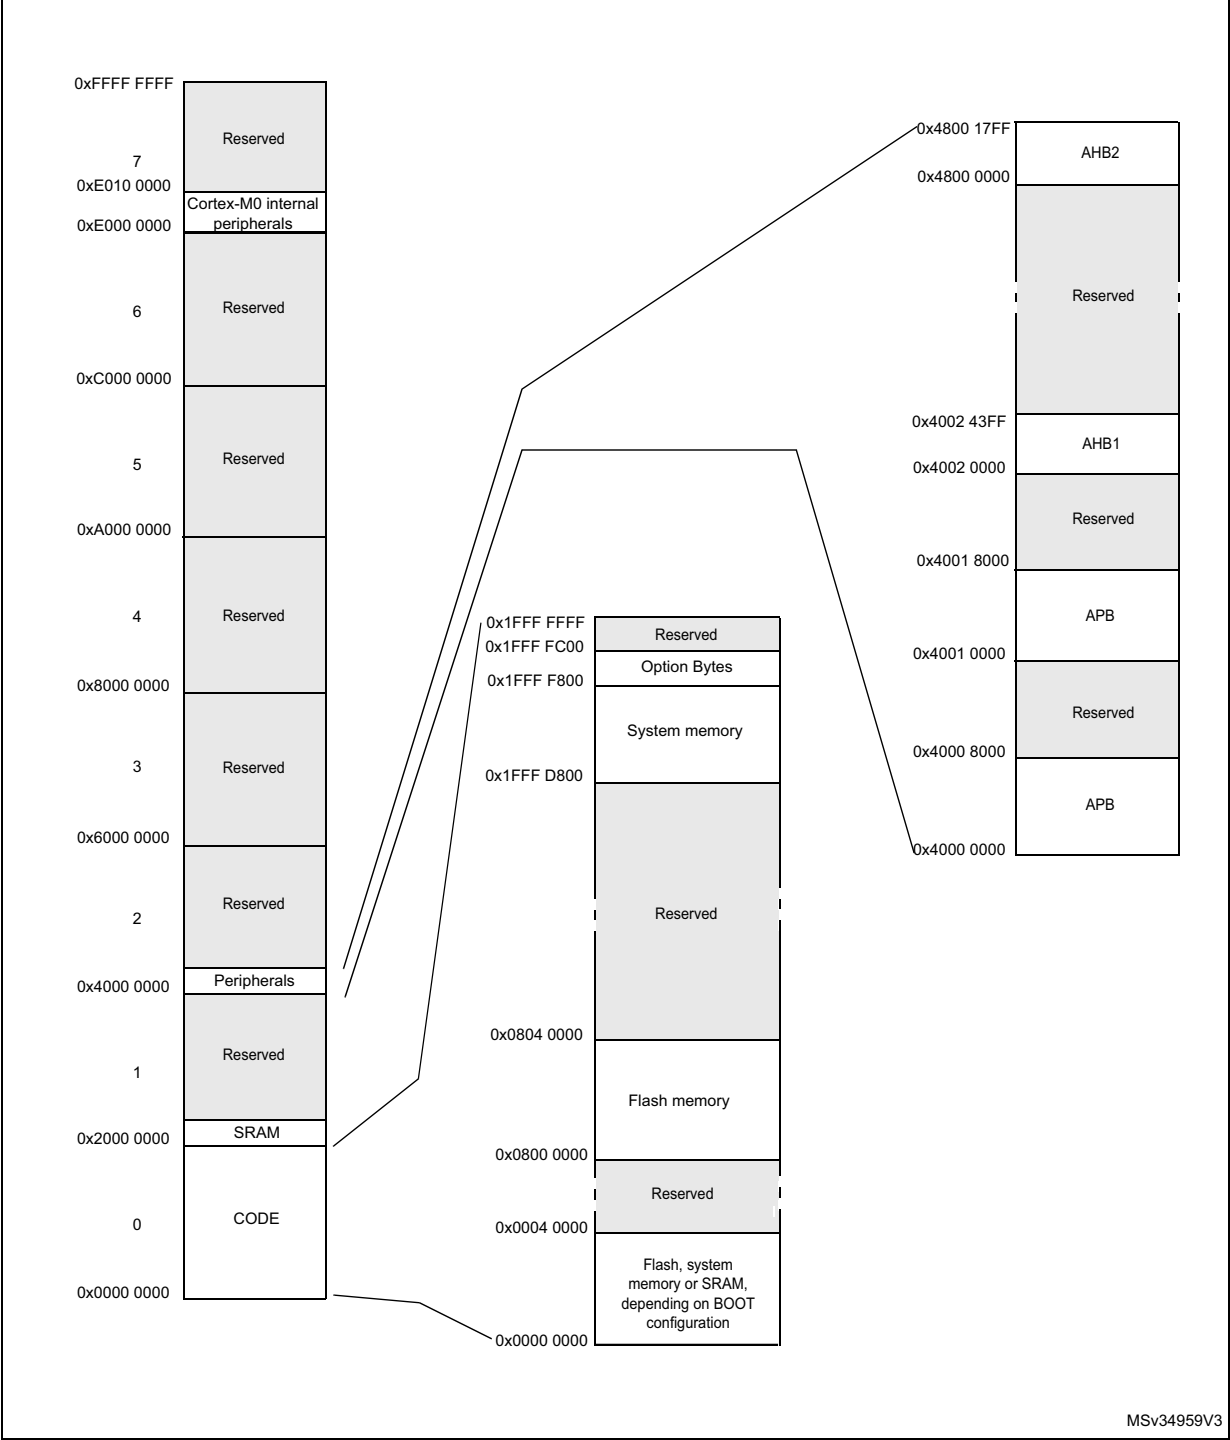 0xFFFF FFFF
Reserved
7
0xE010 0000
Cortex-M0 internal
peripherals
0xE000 0000
Reserved
6
0xC000 0000
Reserved
5
0xA000 0000
Reserved
4
0x8000 0000
Reserved
3
0x6000 0000
Reserved
2
Peripherals
0x4000 0000
Reserved
1
SRAM
0x2000 0000
CODE
0
0x0000 0000
0x1FFF FFFF
Reserved
0x1FFF FC00
Option Bytes
0x1FFF F800
System memory
0x1FFF D800
Reserved
0x0804 0000
Flash memory
0x0800 0000
Reserved
0x0004 0000
Flash, system
memory or SRAM,
depending on BOOT
configuration
0x0000 0000
0x4800 17FF
AHB2
0x4800 0000
Reserved
0x4002 43FF
AHB1
0x4002 0000
Reserved
0x4001 8000
APB
0x4001 0000
Reserved
0x4000 8000
APB
0x4000 0000
MSv34959V3